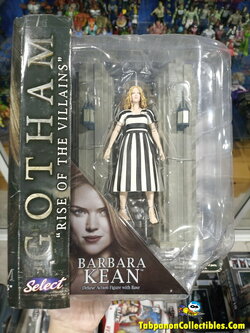 GOTHAM
"RISE OF THE VILLAINS"
Select
BARBARA
KEAN
Deluxe Action Figure with Base
TabpanonCollectibles.Com